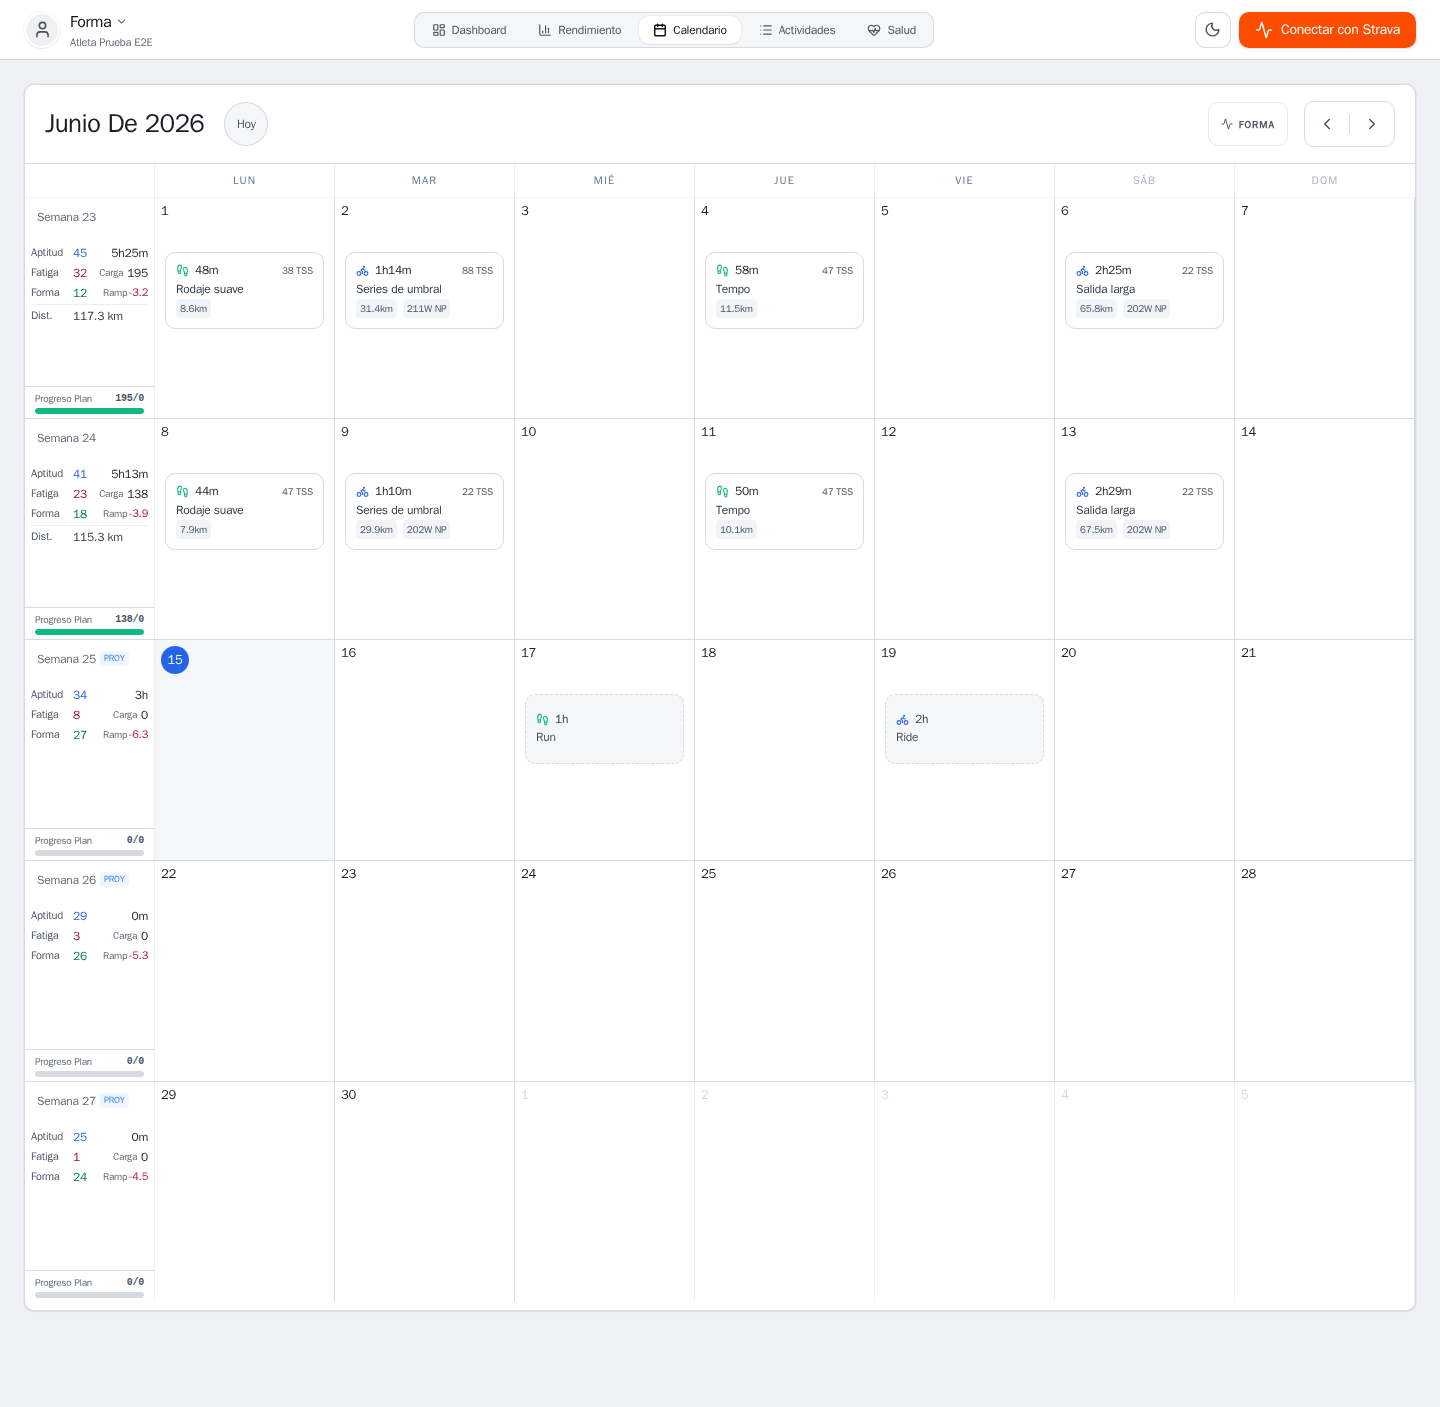 Forma
Atleta Prueba E2E
Dashboard
Rendimiento
Calendario
Actividades
Salud
Conectar con Strava
Junio De 2026
Hoy
FORMA
LUN MAR MIÉ JUE VIE SÁB DOM
Semana 23
Aptitud 45 5h25m
Fatiga 32 Carga 195
Forma 12 Ramp -3.2
Dist. 117.3 km
Progreso Plan 195/0
1
48m 38 TSS
Rodaje suave
8.6km
2
1h14m 88 TSS
Series de umbral
31.4km 211W NP
3
4
58m 47 TSS
Tempo
11.5km
5
6
2h25m 22 TSS
Salida larga
65.8km 202W NP
7
Semana 24
Aptitud 41 5h13m
Fatiga 23 Carga 138
Forma 18 Ramp -3.9
Dist. 115.3 km
Progreso Plan 138/0
8
44m 47 TSS
Rodaje suave
7.9km
9
1h10m 22 TSS
Series de umbral
29.9km 202W NP
10
11
50m 47 TSS
Tempo
10.1km
12
13
2h29m 22 TSS
Salida larga
67.5km 202W NP
14
Semana 25 PROY
Aptitud 34 3h
Fatiga 8 Carga 0
Forma 27 Ramp -6.3
Progreso Plan 0/0
15
16
17
1h
Run
18
19
2h
Ride
20
21
Semana 26 PROY
Aptitud 29 0m
Fatiga 3 Carga 0
Forma 26 Ramp -5.3
Progreso Plan 0/0
22
23
24
25
26
27
28
Semana 27 PROY
Aptitud 25 0m
Fatiga 1 Carga 0
Forma 24 Ramp -4.5
Progreso Plan 0/0
29
30
1
2
3
4
5